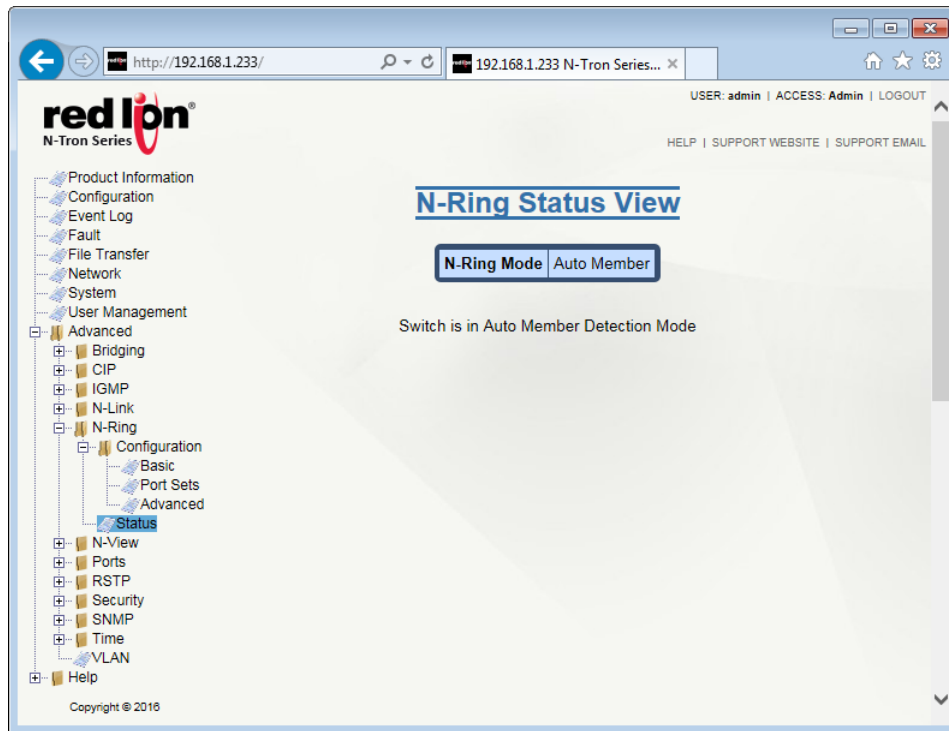 http://192.168.1.233/
192.168.1.233 N-Tron Series...
USER: admin | ACCESS: Admin | LOGOUT
red lion®
N-Tron Series
HELP | SUPPORT WEBSITE | SUPPORT EMAIL
Product Information
Configuration
Event Log
Fault
File Transfer
Network
System
User Management
Advanced
Bridging
CIP
IGMP
N-Link
N-Ring
Configuration
Basic
Port Sets
Advanced
Status
N-View
Ports
RSTP
Security
SNMP
Time
VLAN
Help
Copyright © 2016
N-Ring Status View
N-Ring Mode Auto Member
Switch is in Auto Member Detection Mode